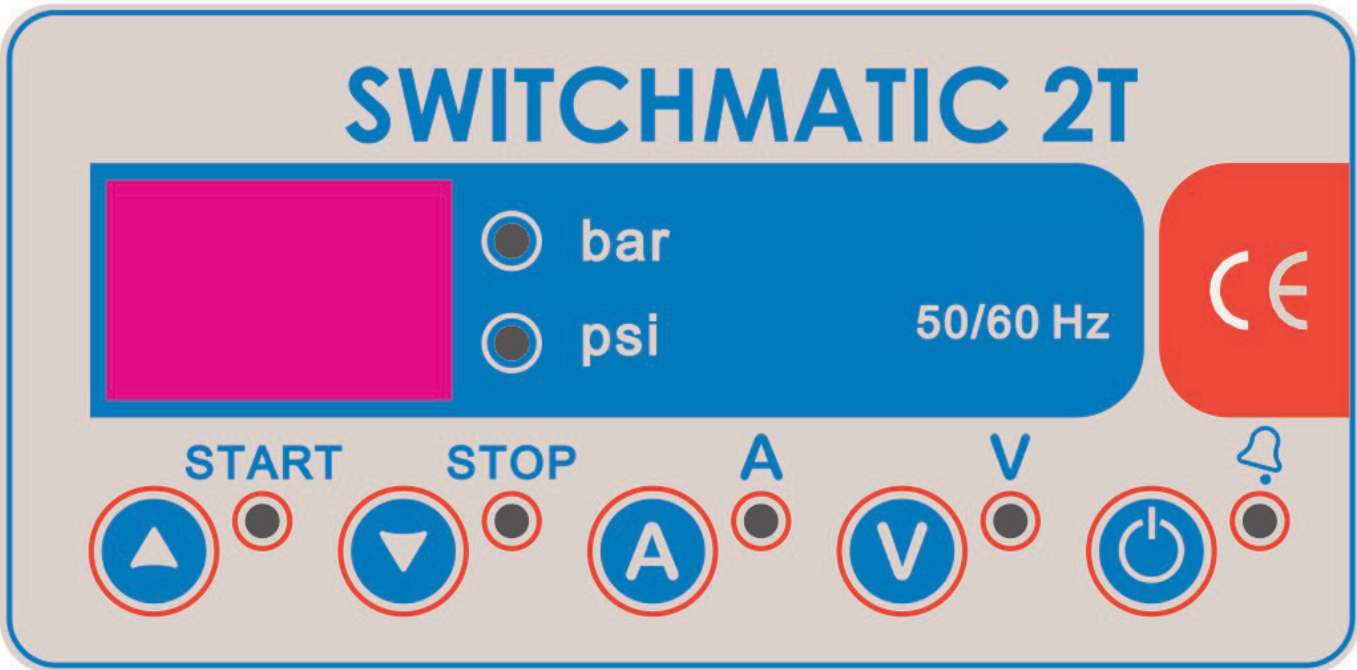 SWITCHMATIC 2T
bar
psi
50/60 Hz
CE
START
STOP
A
V
A
V